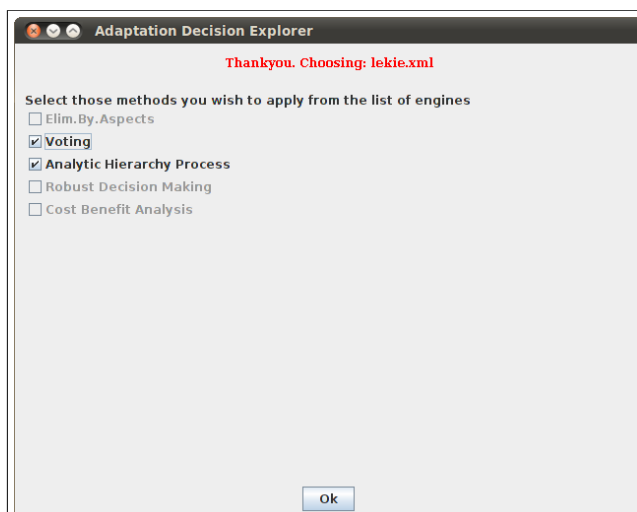 Adaptation Decision Explorer
Thankyou. Choosing: lekie.xml
Select those methods you wish to apply from the list of engines
Elim.By.Aspects
Voting
Analytic Hierarchy Process
Robust Decision Making
Cost Benefit Analysis
Ok